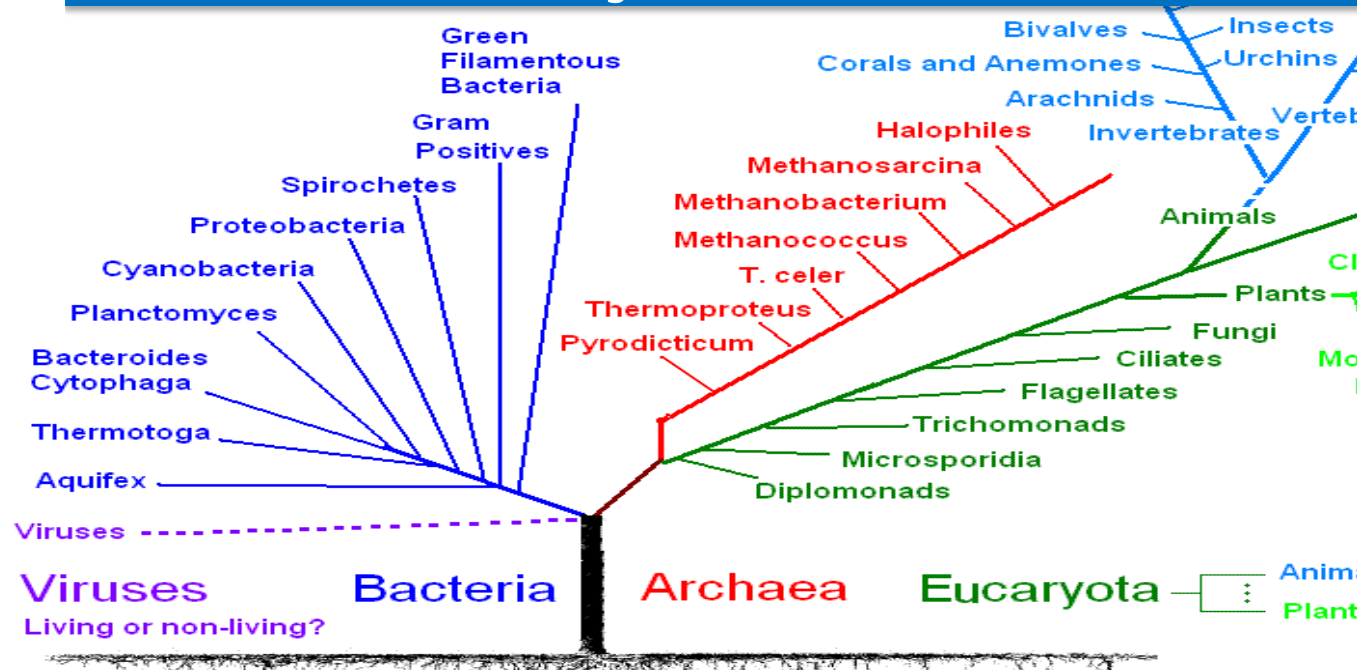 Green
Filamentous
Bacteria
Gram
Positives
Spirochetes
Proteobacteria
Cyanobacteria
Planctomyces
Bacteroides
Cytophaga
Thermotoga
Aquifex
Viruses
Halophiles
Methanosarcina
Methanobacterium
Methanococcus
T. celer
Thermoproteus
Pyrodicticum
Bivalves
Insects
Corals and Anemones
Urchins
Arachnids
Invertebrates
Animals
Plants
Fungi
Ciliates
Flagellates
Trichomonads
Microsporidia
Diplomonads
Viruses
Bacteria
Archaea
Eucaryota
Living or non-living?